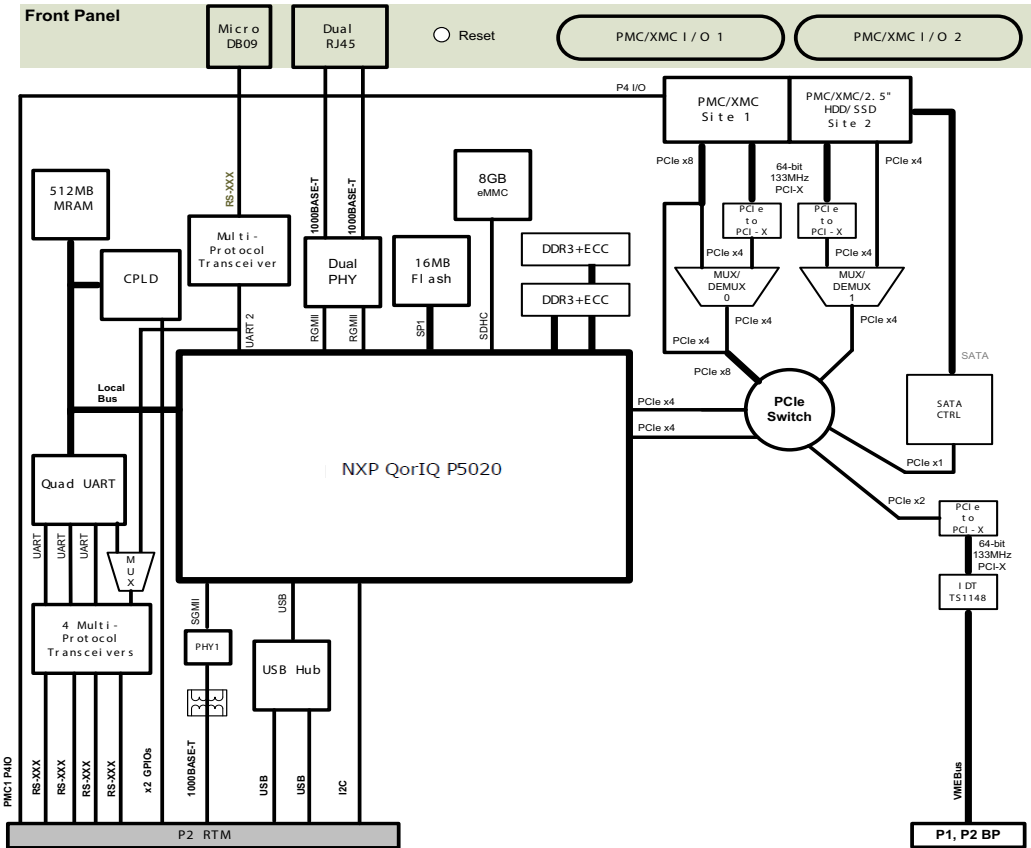 Front Panel
Micro
DB09
Dual
RJ45
Reset
PMC/XMC I/O 1
PMC/XMC I/O 2
P4 I/O
PMC/XMC
Site 1
PMC/XMC/2.5"
HDD/SSD
Site 2
PCIe x8
64-bit
133MHz
PCI-X
PCIe x4
512MB
MRAM
RS-XXX
1000BASE-T
1000BASE-T
8GB
eMMC
PCIe
to
PCI-X
PCIe
to
PCI-X
Multi-
Protocol
Transceiver
CPLD
Dual
PHY
16MB
Flash
DDR3+ECC
DDR3+ECC
PCIe x4
PCIe x4
MUX/
DEMUX
0
MUX/
DEMUX
1
UART 2
RGMII
RGMII
SP1
SDHC
PCIe x4
PCIe x4
PCIe x4
PCIe x8
SATA
Local
Bus
PCIe x4
PCIe x4
PCIe
Switch
SATA
CTRL
NXP QorIQ P5020
PCIe x1
Quad UART
PCIe x2
PCIe
to
PCI-X
UART
UART
UART
MUX
64-bit
133MHz
PCI-X
IDT
TS1148
4 Multi-
Protocol
Transceivers
SGMII
USB
PHY1
USB Hub
PMC1 P4IO
RS-XXX
RS-XXX
RS-XXX
RS-XXX
x2 GPIOs
1000BASE-T
USB
USB
I2C
VMEBus
P2 RTM
P1, P2 BP